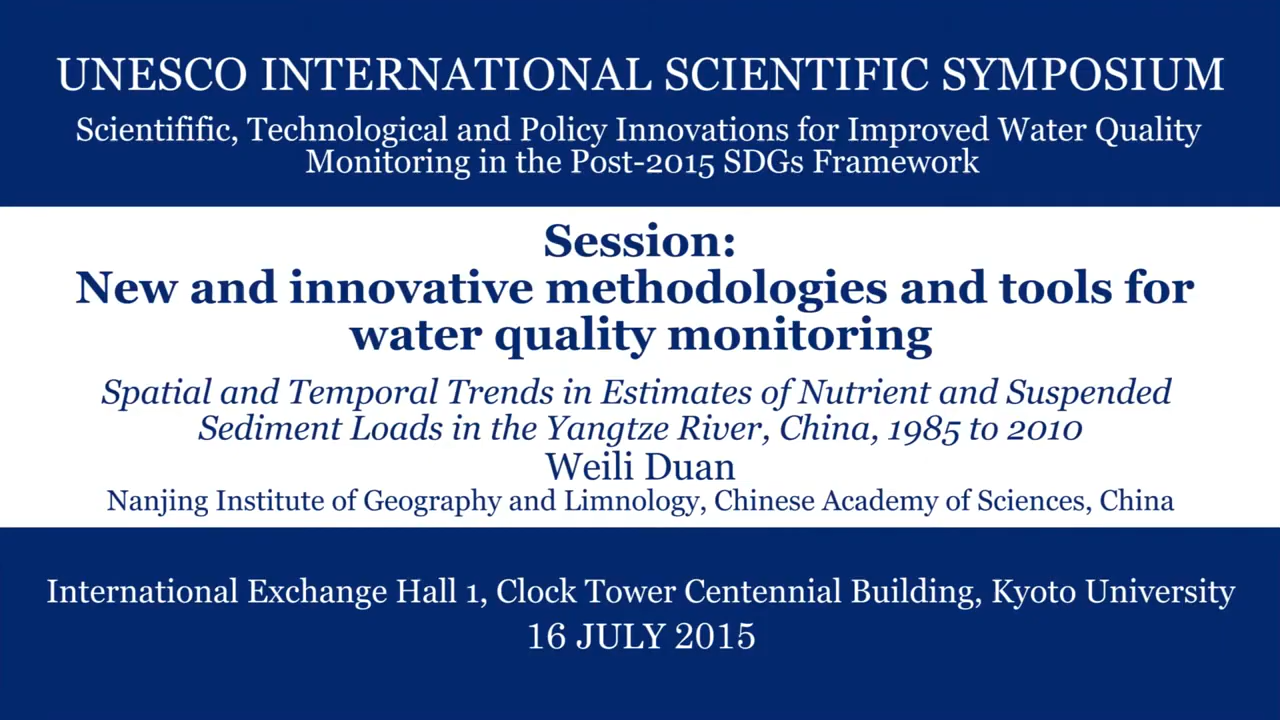 UNESCO INTERNATIONAL SCIENTIFIC SYMPOSIUM
Scientifific, Technological and Policy Innovations for Improved Water Quality
Monitoring in the Post-2015 SDGs Framework
Session:
New and innovative methodologies and tools for
water quality monitoring
Spatial and Temporal Trends in Estimates of Nutrient and Suspended
Sediment Loads in the Yangtze River, China, 1985 to 2010
Weili Duan
Nanjing Institute of Geography and Limnology, Chinese Academy of Sciences, China
International Exchange Hall 1, Clock Tower Centennial Building, Kyoto University
16 JULY 2015